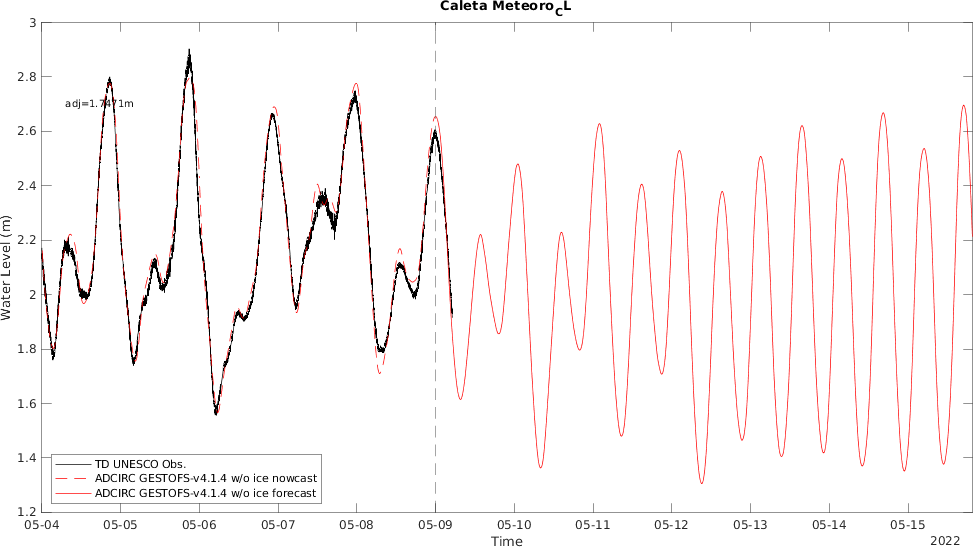 Caleta Meteoro_CL
3
2.8
adj=1.7471m
2.6
2.4
2.2
2
1.8
1.6
1.4
1.2
Water Level (m)
TD UNESCO Obs.
ADCIRC GESTOFS-v4.1.4 w/o ice nowcast
ADCIRC GESTOFS-v4.1.4 w/o ice forecast
05-04 05-05 05-06 05-07 05-08 05-09 05-10 05-11 05-12 05-13 05-14 05-15
Time
2022